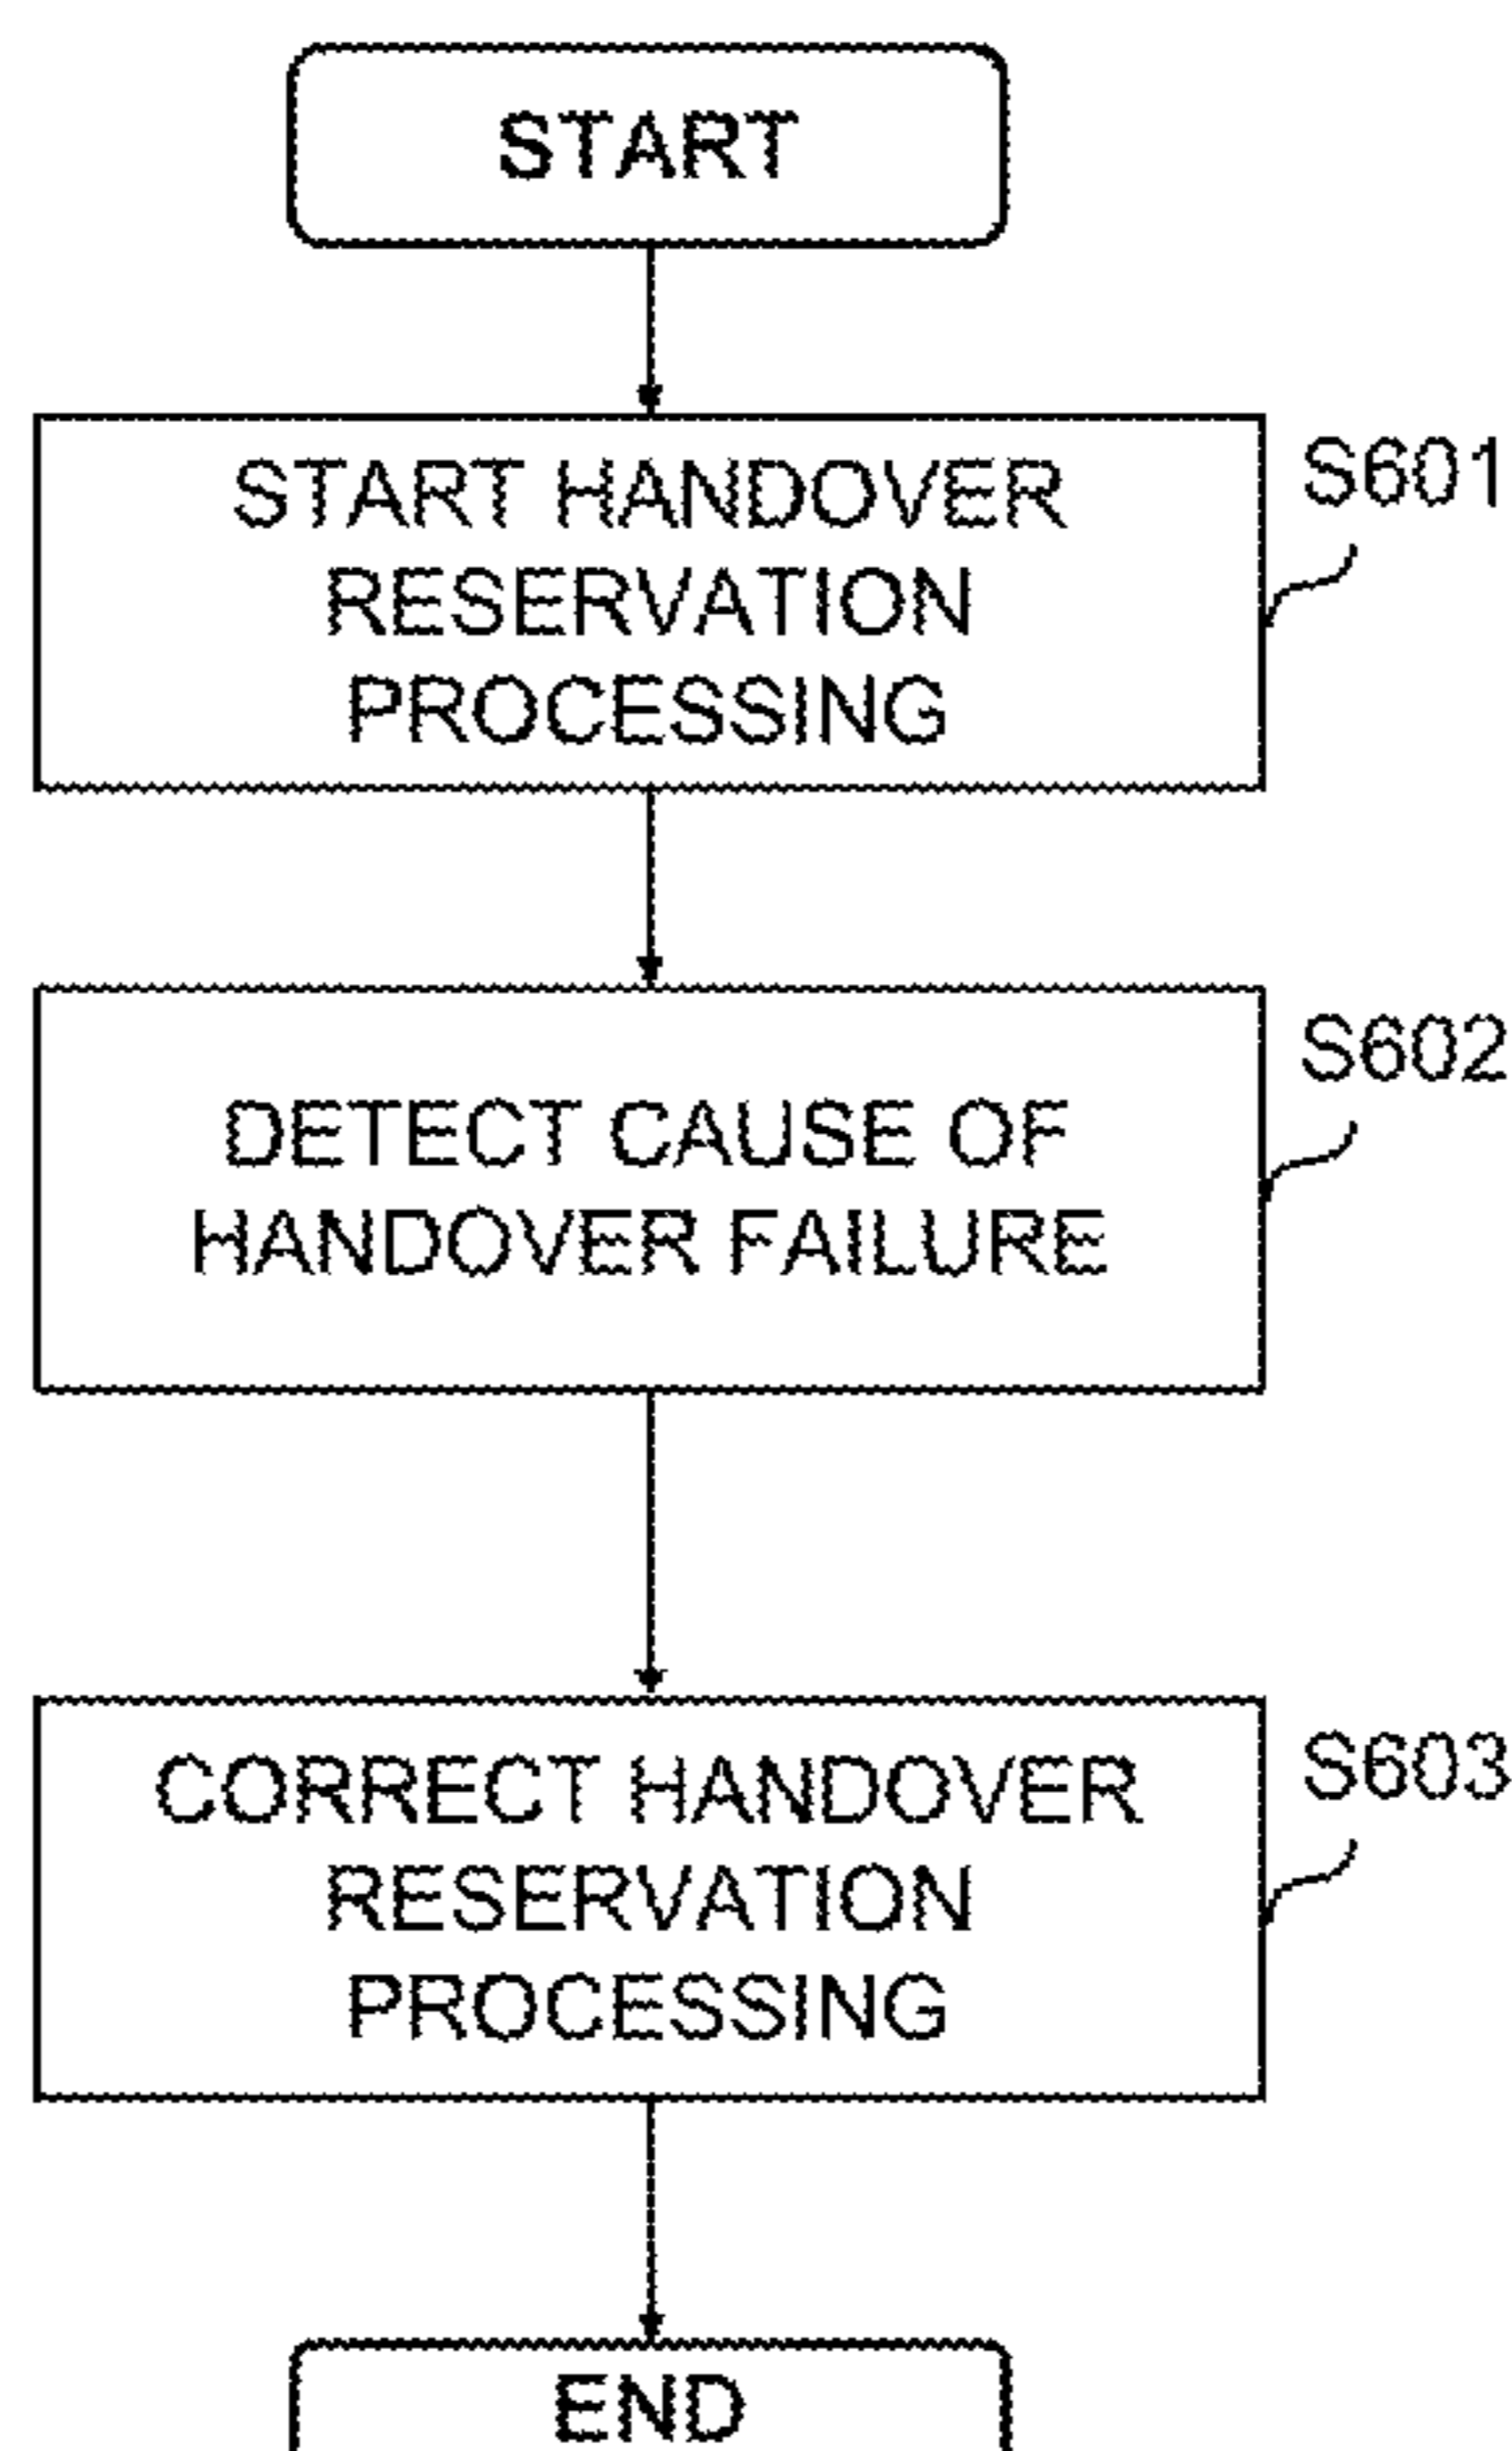 START
START HANDOVER
RESERVATION
PROCESSING
S601
DETECT CAUSE OF
HANDOVER FAILURE
S602
CORRECT HANDOVER
RESERVATION
PROCESSING
S603
END